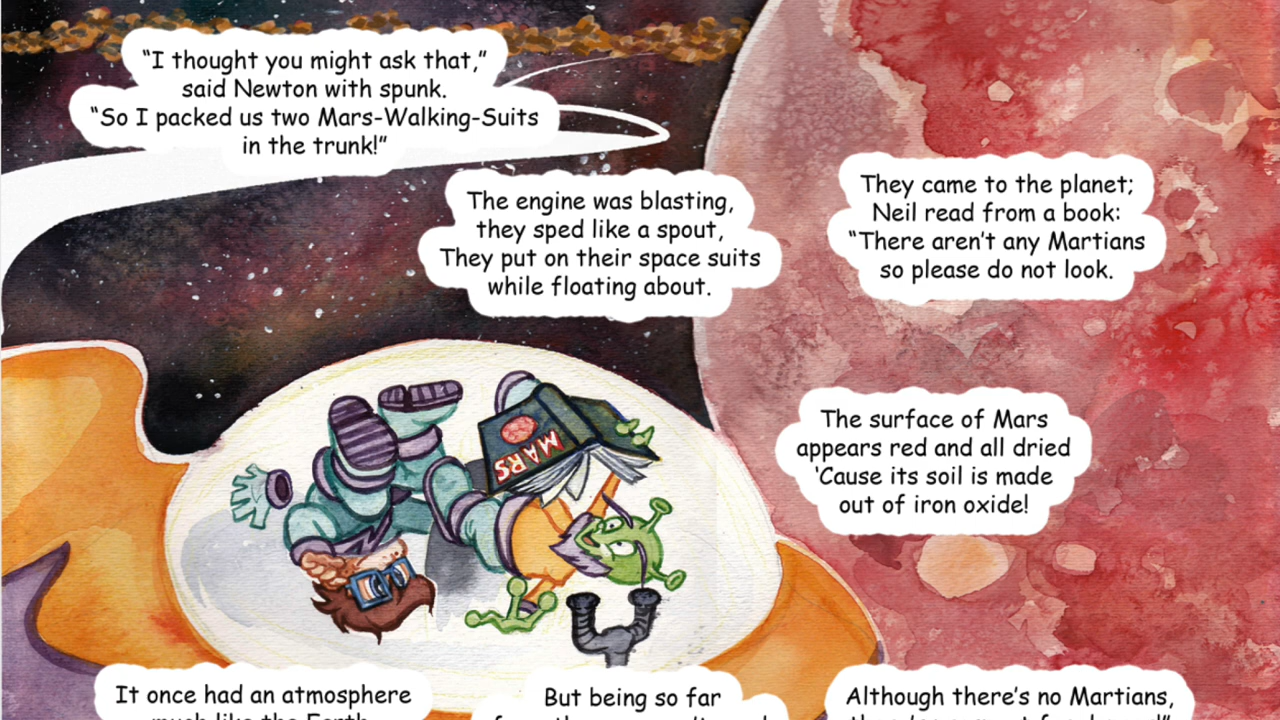 “I thought you might ask that,”
said Newton with spunk.
“So I packed us two Mars-Walking-Suits
in the trunk!”
The engine was blasting,
they sped like a spout,
They put on their space suits
while floating about.
They came to the planet;
Neil read from a book:
“There aren’t any Martians
so please do not look.
The surface of Mars
appears red and all dried
‘Cause its soil is made
out of iron oxide!
MARS
It once had an atmosphere
much like the Earth
But being so far
Although there’s no Martians,